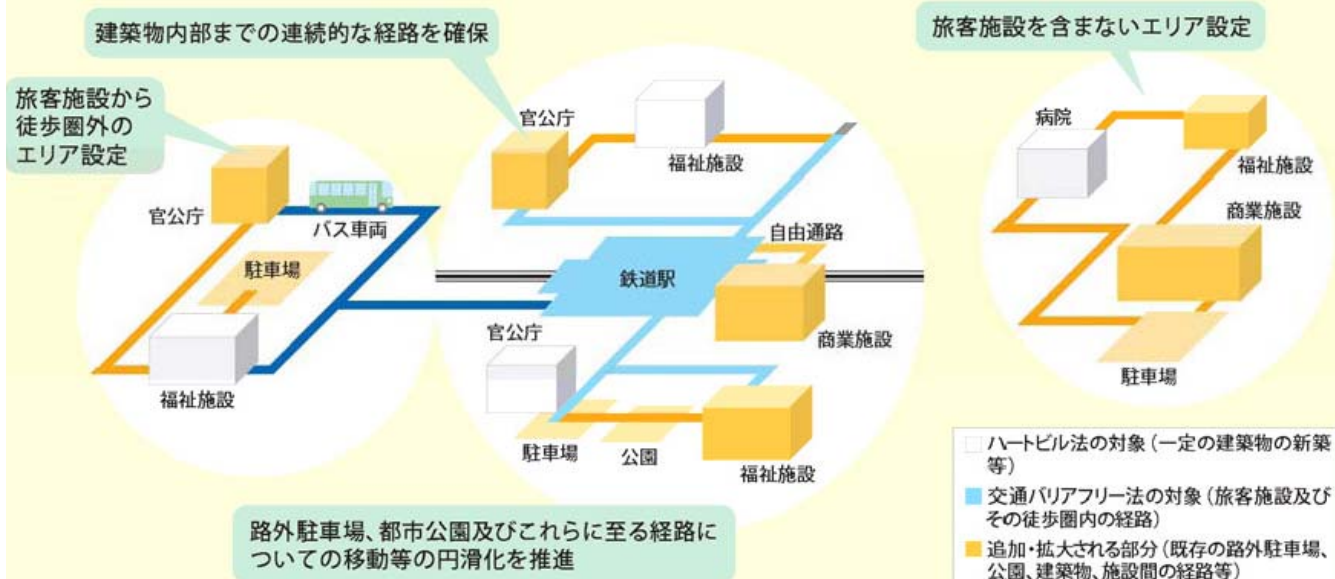 建築物内部までの連続的な経路を確保
旅客施設を含まないエリア設定
旅客施設から
徒歩圏外の
エリア設定
官公庁
バス車両
駐車場
福祉施設
官公庁
福祉施設
自由通路
鉄道駅
商業施設
官公庁
駐車場
公園
福祉施設
病院
福祉施設
商業施設
駐車場
路外駐車場、都市公園及びこれらに至る経路に
ついての移動等の円滑化を推進
ハートビル法の対象（一定の建築物の新築
等）
交通バリアフリー法の対象（旅客施設及び
その徒歩圏内の経路）
追加・拡大される部分（既存の路外駐車場、
公園、建築物、施設間の経路等）